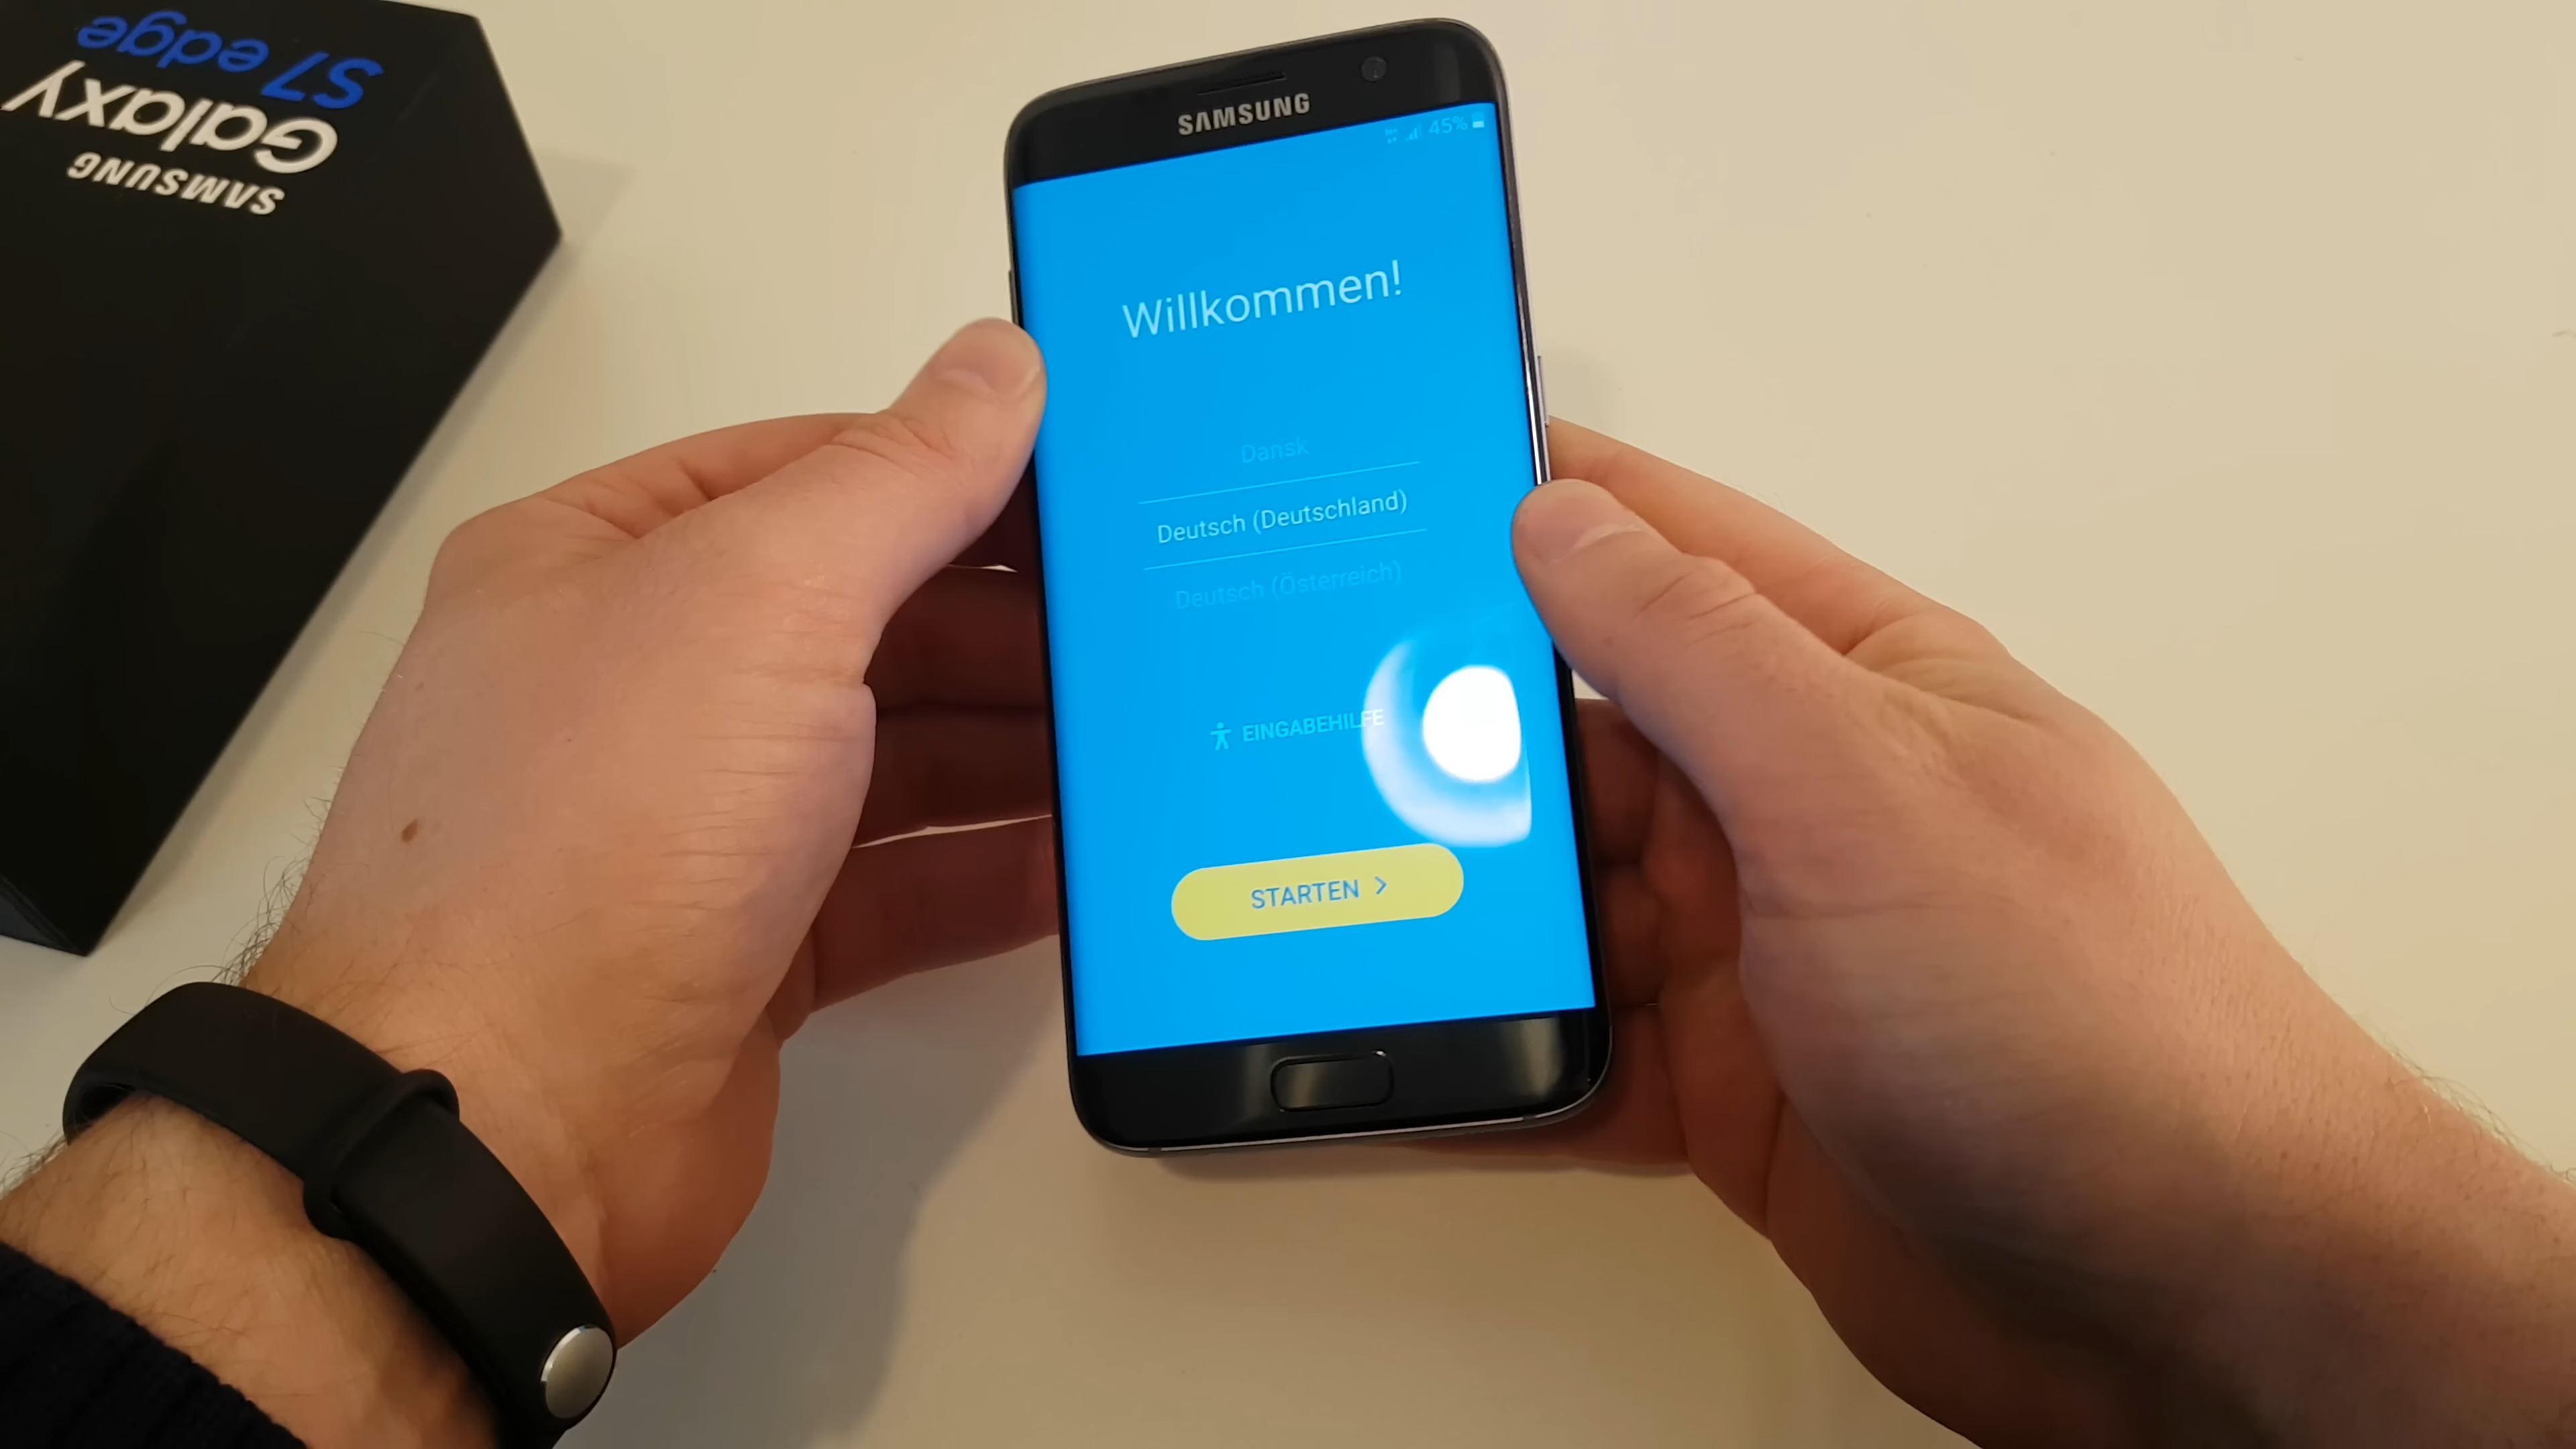 SAMSUNG
Galaxy
S7 edge
SAMSUNG
45%
Willkommen!
Dansk
Deutsch (Deutschland)
Deutsch (Österreich)
EINGABEHILFE
STARTEN >